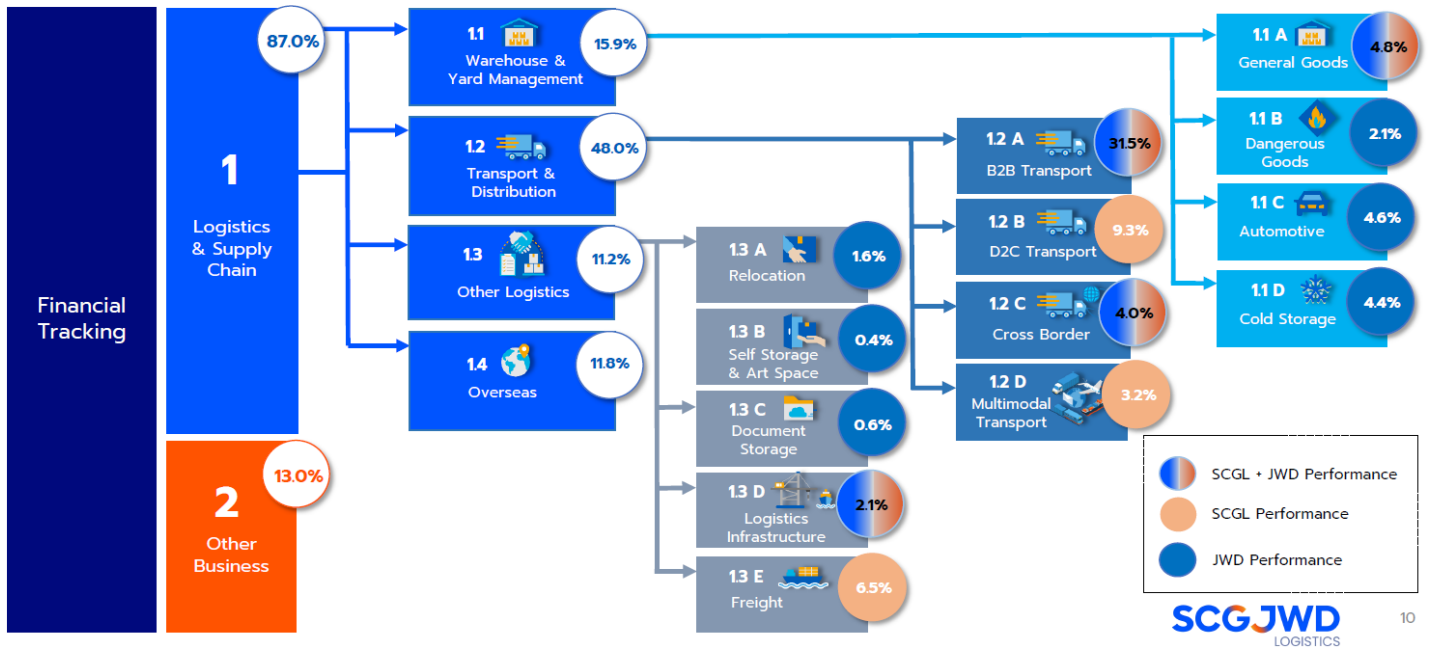 Financial
Tracking
1
Logistics
& Supply
Chain
87.0%
2
Other
Business
13.0%
1.1
Warehouse &
Yard Management
15.9%
1.2
Transport &
Distribution
48.0%
1.3
Other Logistics
11.2%
1.4
Overseas
11.8%
1.3 A
Relocation
1.6%
1.3 B
Self Storage
& Art Space
0.4%
1.3 C
Document
Storage
0.6%
1.3 D
Logistics
Infrastructure
2.1%
1.3 E
Freight
6.5%
1.2 A
B2B Transport
31.5%
1.2 B
D2C Transport
9.3%
1.2 C
Cross Border
4.0%
1.2 D
Multimodal
Transport
3.2%
1.1 A
General Goods
4.8%
1.1 B
Dangerous
Goods
2.1%
1.1 C
Automotive
4.6%
1.1 D
Cold Storage
4.4%
SCGL + JWD Performance
SCGL Performance
JWD Performance
SCGJWD
LOGISTICS
10